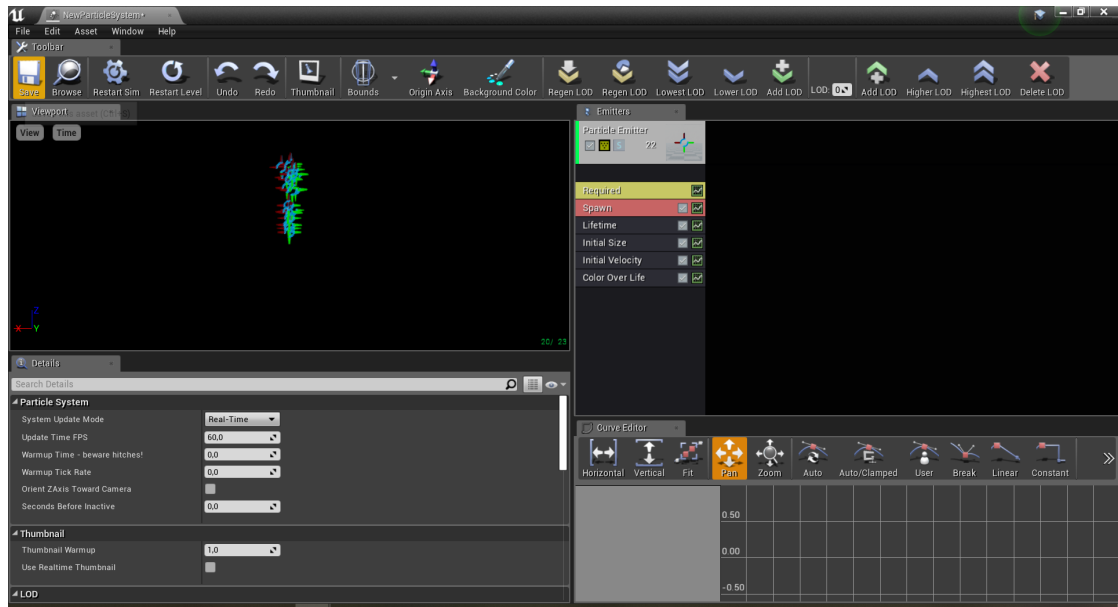 NewParticleSystem*
File Edit Asset Window Help
Toolbar
Save Browse Restart Sim Restart Level Undo Redo Thumbnail Bounds Origin Axis Background Color Regen LOD Regen LOD Lowest LOD Lower LOD Add LOD LOD: 0 Add LOD Higher LOD Highest LOD Delete LOD
Viewport
View Time
Z
X Y
20/ 23
Emitters
Particle Emitter
22
Required
Spawn
Lifetime
Initial Size
Initial Velocity
Color Over Life
Details
Search Details
Particle System
System Update Mode Real-Time
Update Time FPS 60,0
Warmup Time - beware hitches! 0,0
Warmup Tick Rate 0,0
Orient ZAxis Toward Camera
Seconds Before Inactive 0,0
Thumbnail
Thumbnail Warmup 1,0
Use Realtime Thumbnail
LOD
Curve Editor
Horizontal Vertical Fit Pan Zoom Auto Auto/Clamped User Break Linear Constant
0.50
0.00
-0.50